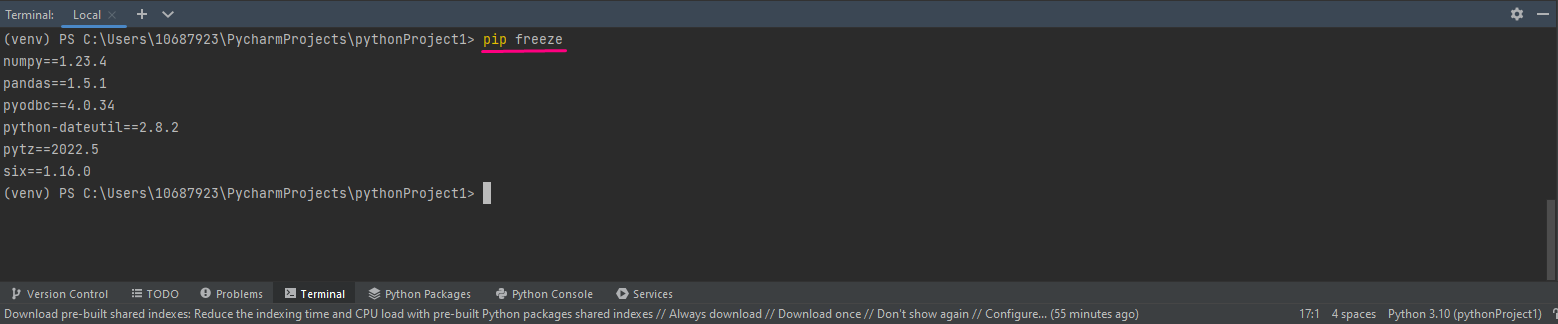 Terminal: Local × + 
(venv) PS C:\Users\10687923\PycharmProjects\pythonProject1> pip freeze
numpy==1.23.4
pandas==1.5.1
pyodbc==4.0.34
python-dateutil==2.8.2
pytz==2022.5
six==1.16.0
(venv) PS C:\Users\10687923\PycharmProjects\pythonProject1>
Version Control TODO Problems Terminal Python Packages Python Console Services
Download pre-built shared indexes: Reduce the indexing time and CPU load with pre-built Python packages shared indexes // Always download // Download once // Don't show again // Configure... (55 minutes ago) 17:1 4 spaces Python 3.10 (pythonProject1)